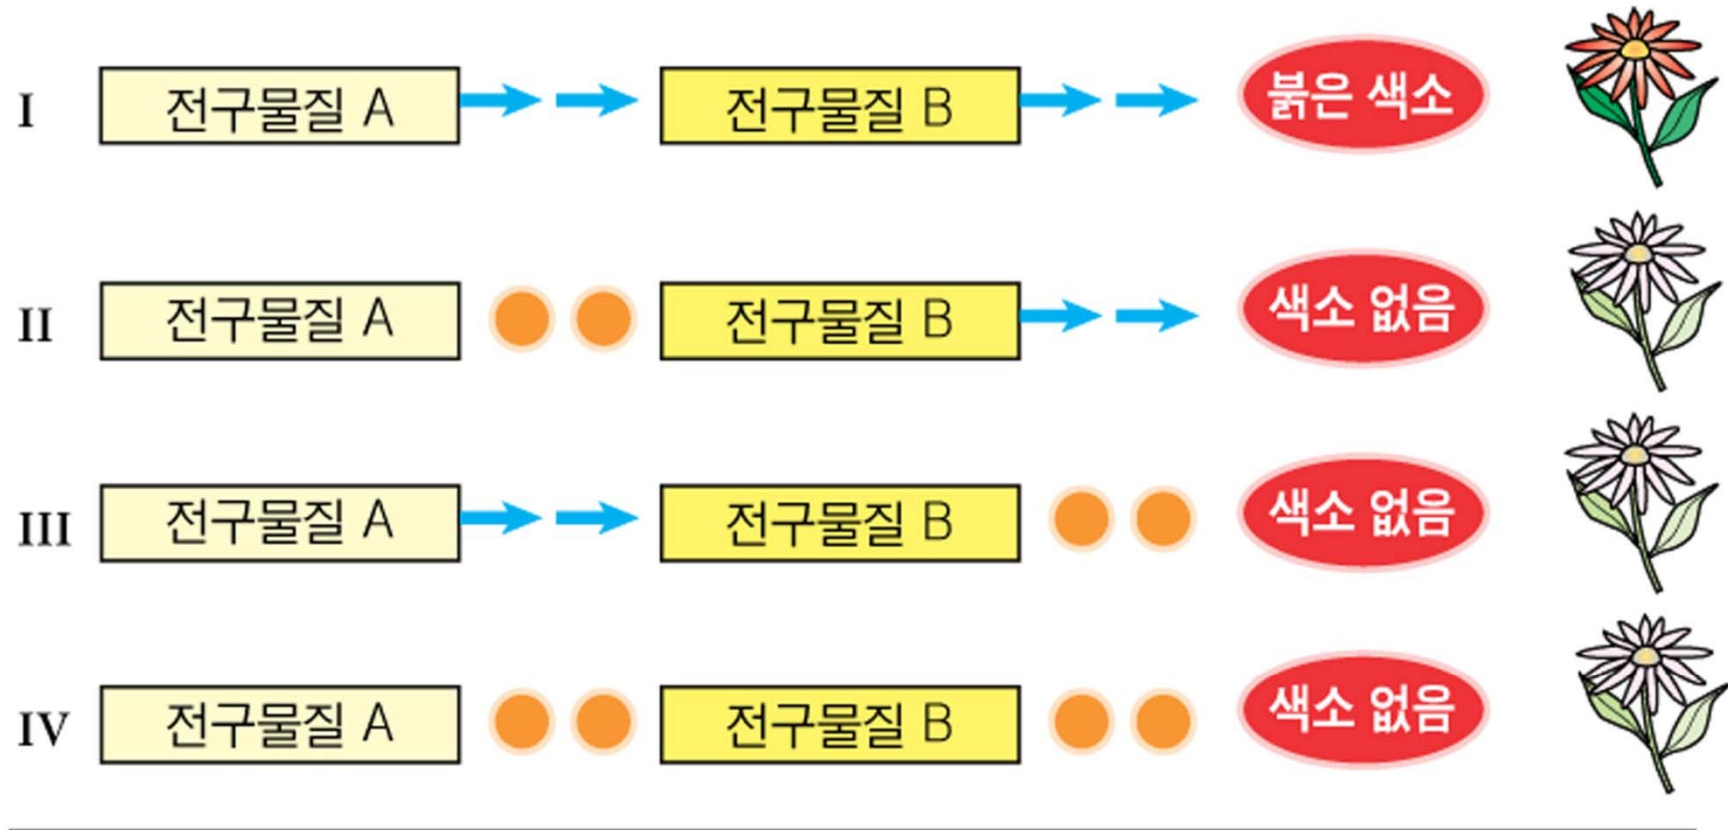 I 전구물질 A 전구물질 B 붉은 색소
II 전구물질 A 전구물질 B 색소 없음
III 전구물질 A 전구물질 B 색소 없음
IV 전구물질 A 전구물질 B 색소 없음